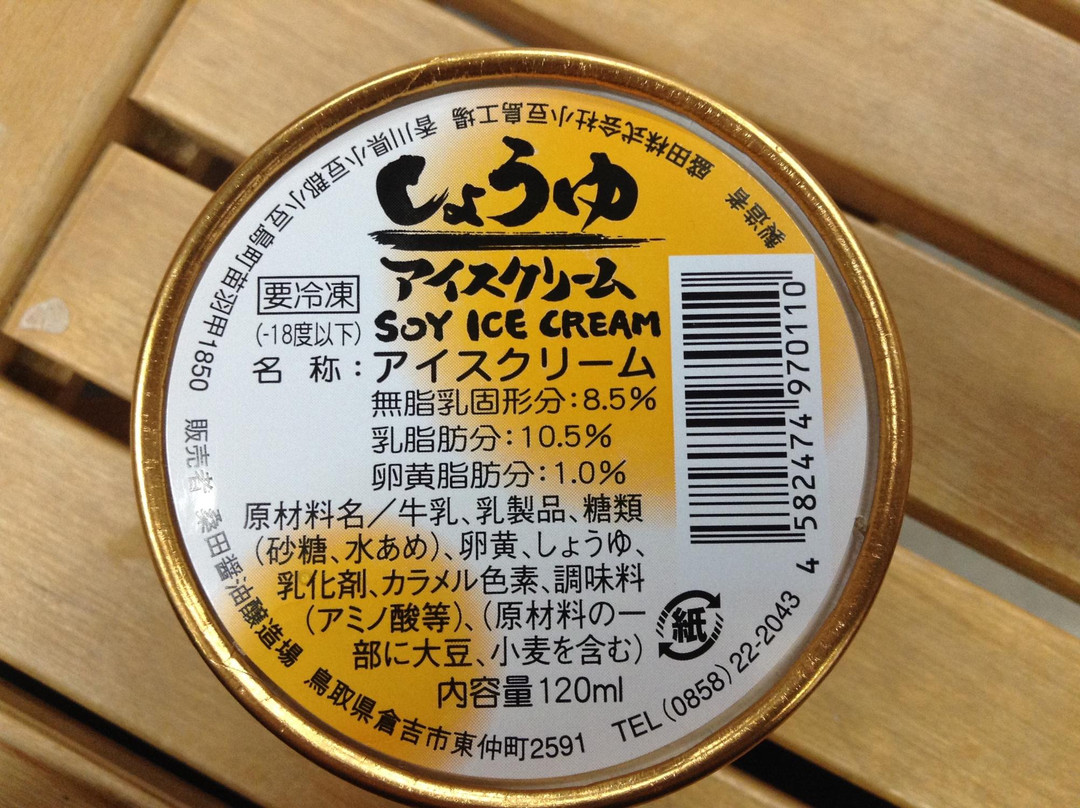 しょうゆ
アイスクリーム
SOY ICE CREAM
要冷凍
(-18度以下)
名 称：アイスクリーム
無脂乳固形分：8.5%
乳脂肪分：10.5%
卵黄脂肪分：1.0%
原材料名／牛乳、乳製品、糖類
(砂糖、水あめ)、卵黄、しょうゆ、
乳化剤、カラメル色素、調味料
(アミノ酸等)、(原材料の一
部に大豆、小麦を含む)
内容量120ml
紙
4 582474 970110
製造者 盛田株式会社小豆島工場 香川県小豆郡小豆島町苗羽甲1850
販売者 桑田醤油醸造場 鳥取県倉吉市東仲町2591 TEL(0858)22-2043